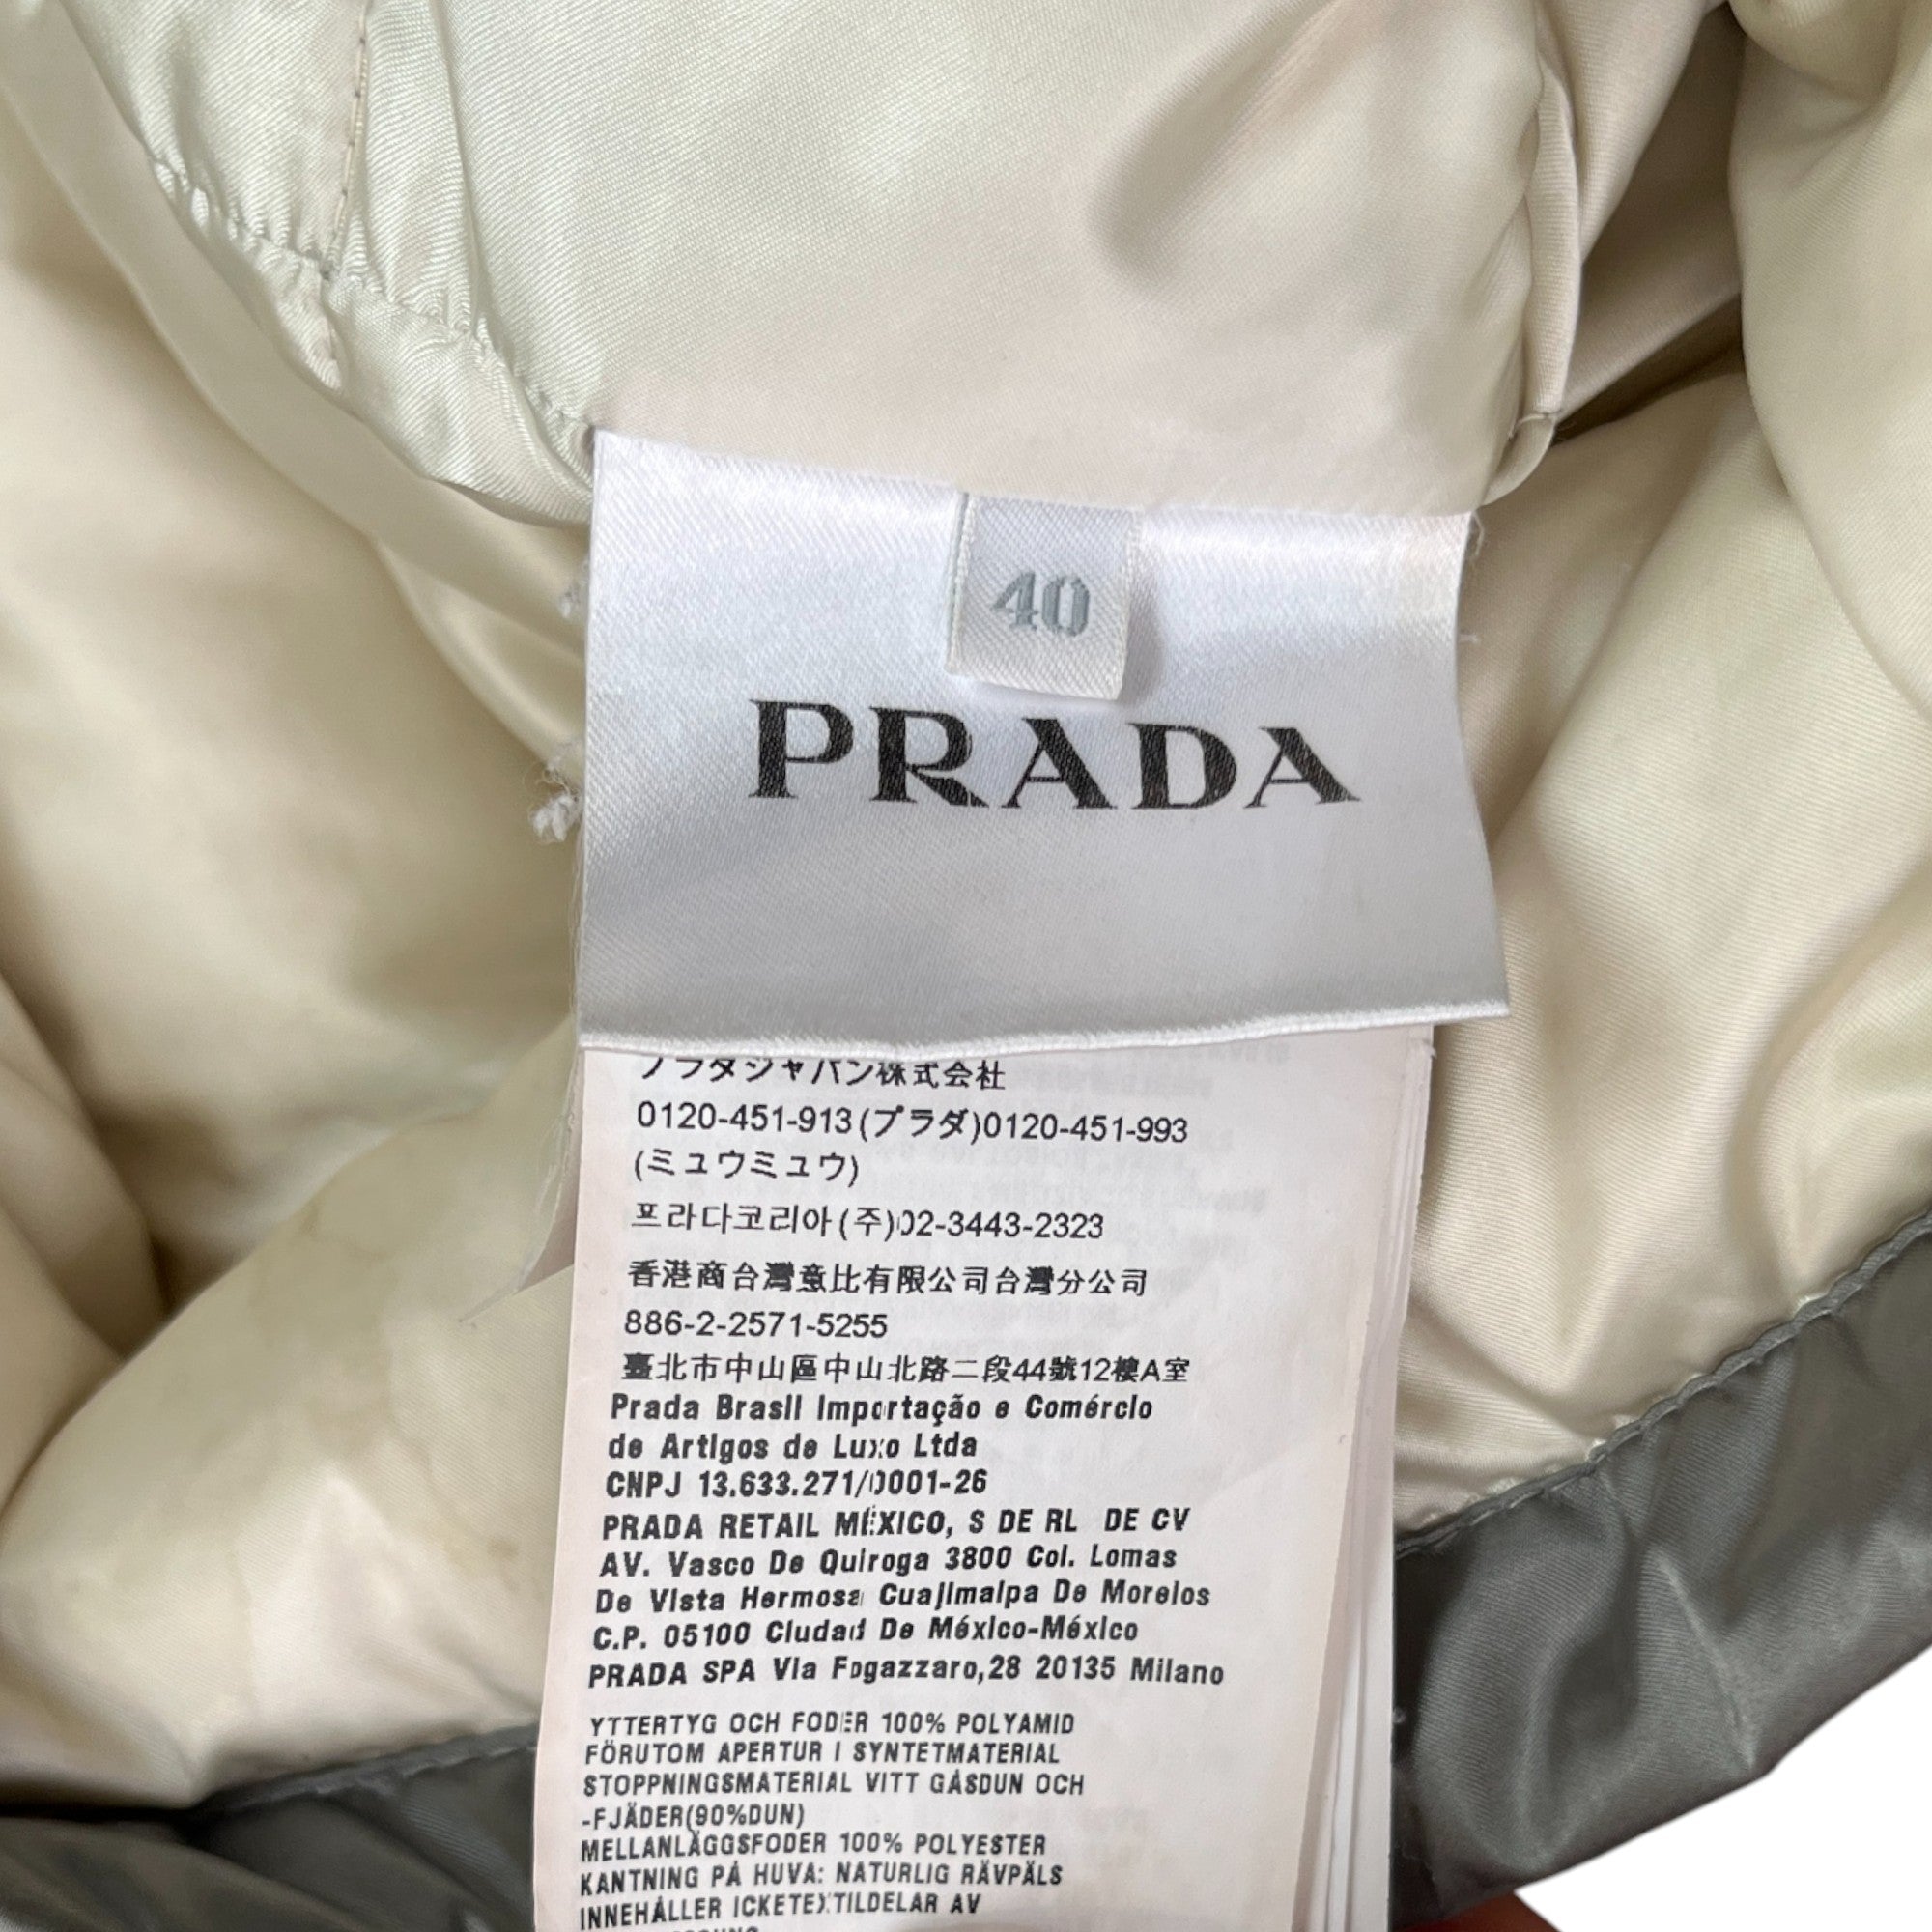 40
PRADA
プラダジャパン株式会社
0120-451-913(プラダ)0120-451-993
(ミュウミュウ)
프라다코리아(주)02-3443-2323
香港商台灣意比有限公司台灣分公司
886-2-2571-5255
臺北市中山區中山北路二段44號12樓A室
Prada Brasil Importação e Comércio
de Artigos de Luxo Ltda
CNPJ 13.633.271/0001-26
PRADA RETAIL MÉXICO, S DE RL DE CV
AV. Vasco De Quiroga 3800 Col. Lomas
De Vista Hermosa Cuajimalpa De Morelos
C.P. 05100 Ciudad De México-México
PRADA SPA Via Fogazzaro,28 20135 Milano
YTTERTYG OCH FODER 100% POLYAMID
FÖRUTOM APERTUR I SYNTETMATERIAL
STOPPNINGSMATERIAL VITT GÅSDUN OCH
-FJÄDER(90%DUN)
MELLANLÄGGSFODER 100% POLYESTER
KANTNING PÅ HUVA: NATURLIG RÄVPÄLS
INNEHÅLLER ICKETEXTILDELAR AV